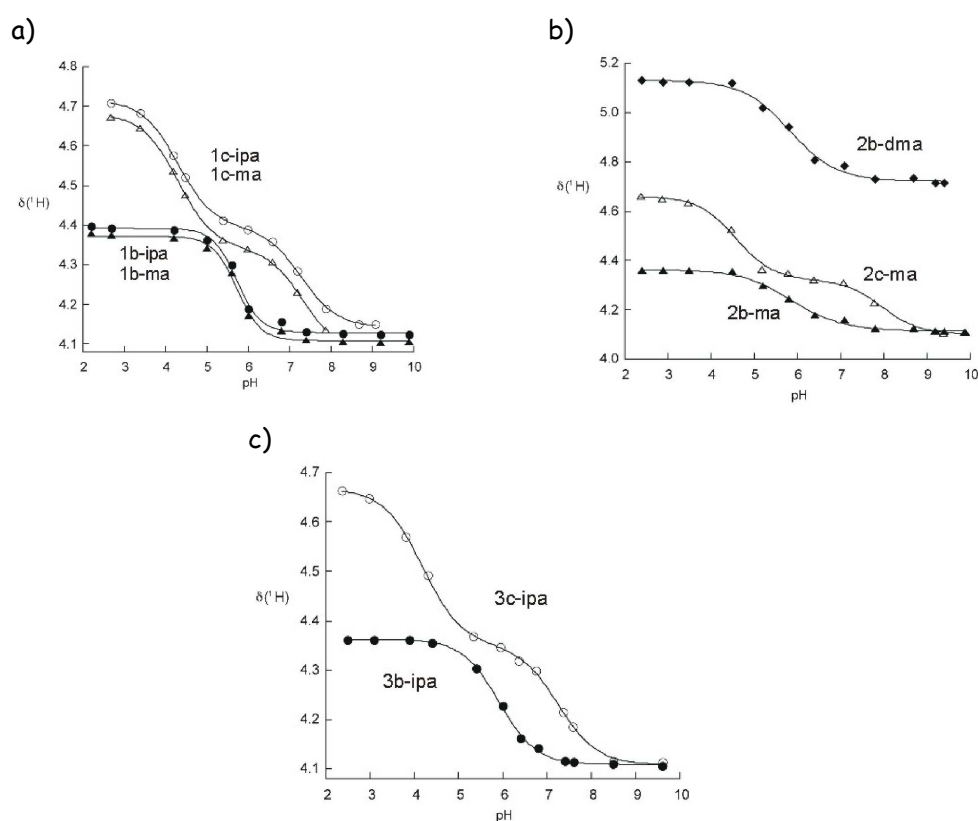 a)
4.8
4.7
4.6
4.5
4.4
4.3
4.2
4.1
δ(¹H)
1c-ipa
1c-ma
1b-ipa
1b-ma
2 3 4 5 6 7 8 9 10
pH
b)
5.2
5.0
4.8
4.6
4.4
4.2
4.0
δ(¹H)
2b-dma
2c-ma
2b-ma
2 3 4 5 6 7 8 9 10
pH
c)
4.7
4.6
4.5
4.4
4.3
4.2
4.1
δ(¹H)
3c-ipa
3b-ipa
2 3 4 5 6 7 8 9 10
pH